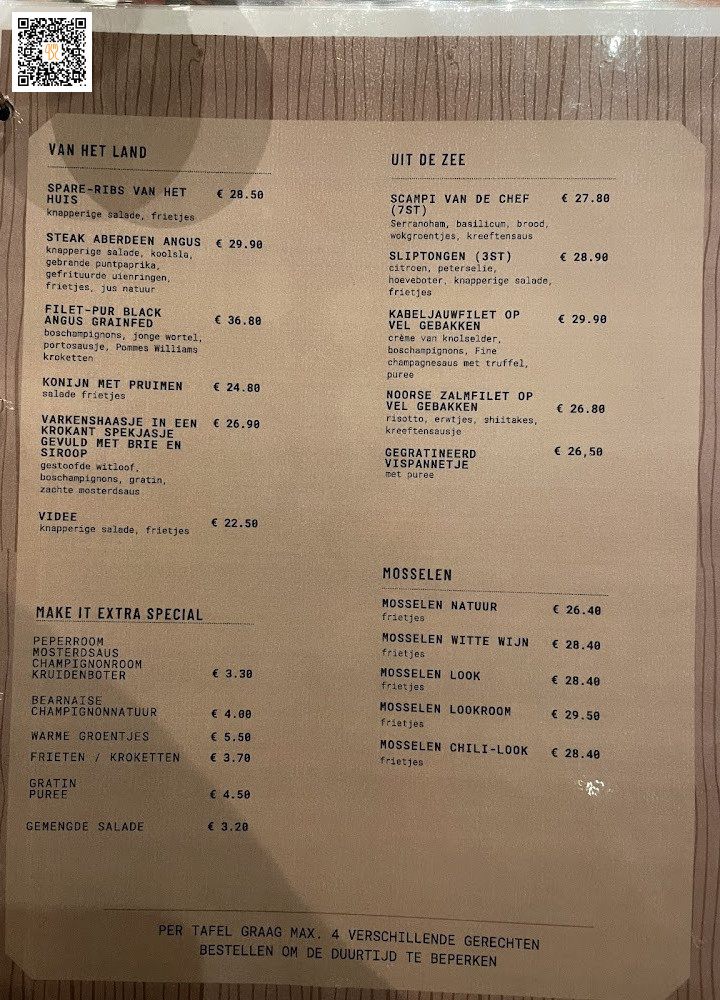 VAN HET LAND
SPARE-RIBS VAN HET € 28.50
HUIS
knapperige salade, frietjes
STEAK ABERDEEN ANGUS € 29.90
knapperige salade, koolsla,
gebrande puntpaprika,
gefrituurde uienringen,
frietjes, jus natuur
FILET-PUR BLACK
ANGUS GRAINFED € 36.80
boschampignons, jonge wortel,
portosausje, Pommes Williams
kroketten
KONIJN MET PRUIMEN € 24.80
salade frietjes
VARKENSHAASJE IN EEN € 26.90
KROKANT SPEKJASJE
GEVULD MET BRIE EN
SIROOP
gestoofde witloof,
boschampignons, gratin,
zachte mosterdsaus
VIDEE € 22.50
knapperige salade, frietjes
MAKE IT EXTRA SPECIAL
PEPERROOM
MOSTERDSAUS
CHAMPIGNONROOM
KRUIDENBOTER € 3.30
BEARNAISE
CHAMPIGNONNATUUR € 4.00
WARME GROENTJES € 5.50
FRIETEN / KROKETTEN € 3.70
GRATIN
PUREE € 4.50
GEMENGDE SALADE € 3.20
UIT DE ZEE
SCAMPI VAN DE CHEF € 27.80
(7ST)
Serranoham, basilicum, brood,
wokgroentjes, kreeftensaus
SLIPTONGEN (3ST) € 28.90
citroen, peterselie,
hoeveboter, knapperige salade,
frietjes
KABELJAUWFILET OP € 29.90
VEL GEBAKKEN
crème van knolselder,
boschampignons, Fine
champagnesaus met truffel,
puree
NOORSE ZALMFILET OP
VEL GEBAKKEN € 26.80
risotto, erwtjes, shiitakes,
kreeftensausje
GEGRATINEERD € 26,50
VISPANNETJE
met puree
MOSSELEN
MOSSELEN NATUUR € 26.40
frietjes
MOSSELEN WITTE WIJN € 28.40
frietjes
MOSSELEN LOOK € 28.40
frietjes
MOSSELEN LOOKROOM € 29.50
frietjes
MOSSELEN CHILI-LOOK € 28.40
frietjes
PER TAFEL GRAAG MAX. 4 VERSCHILLENDE GERECHTEN
BESTELLEN OM DE DUURTIJD TE BEPERKEN